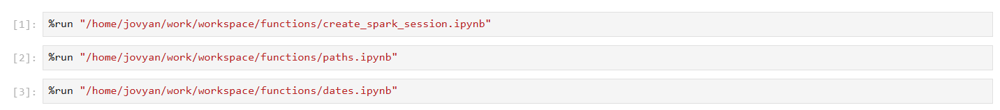 [1]: %run "/home/jovyan/work/workspace/functions/create_spark_session.ipynb"
[2]: %run "/home/jovyan/work/workspace/functions/paths.ipynb"
[3]: %run "/home/jovyan/work/workspace/functions/dates.ipynb"